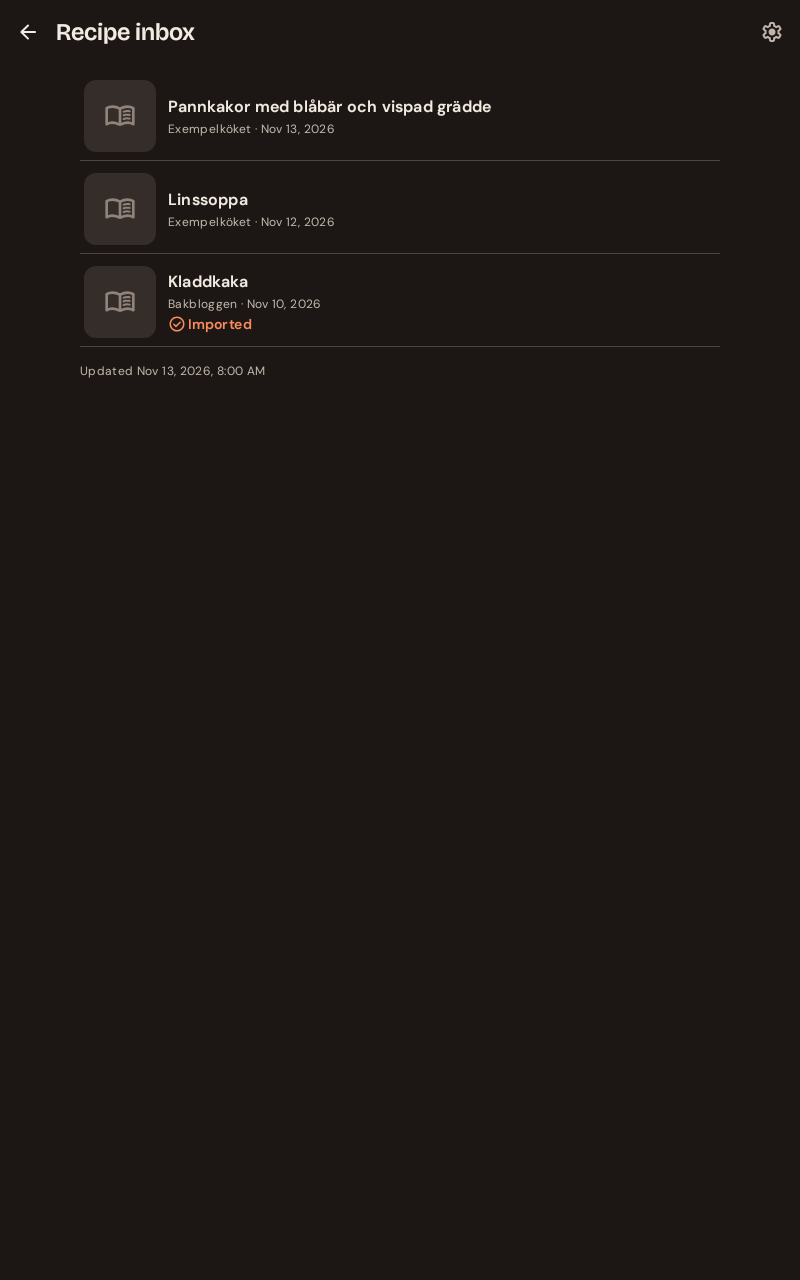 Recipe inbox
Pannkakor med blåbär och vispad grädde
Exempelköket · Nov 13, 2026
Linssoppa
Exempelköket · Nov 12, 2026
Kladdkaka
Bakbloggen · Nov 10, 2026
Imported
Updated Nov 13, 2026, 8:00 AM